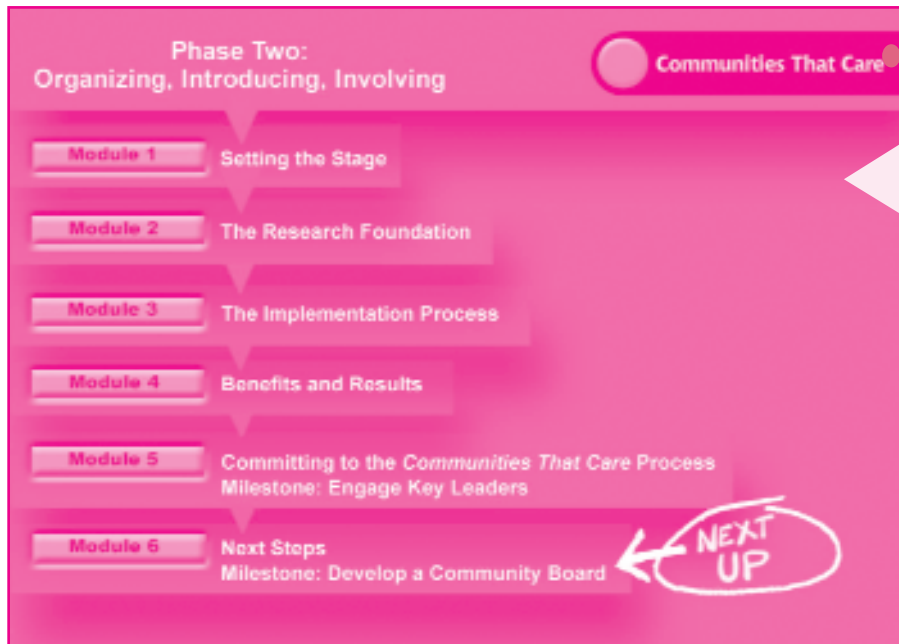 Phase Two:
Organizing, Introducing, Involving
Communities That Care
Module 1
Setting the Stage
Module 2
The Research Foundation
Module 3
The Implementation Process
Module 4
Benefits and Results
Module 5
Committing to the Communities That Care Process
Milestone: Engage Key Leaders
Module 6
Next Steps
Milestone: Develop a Community Board
NEXT
UP